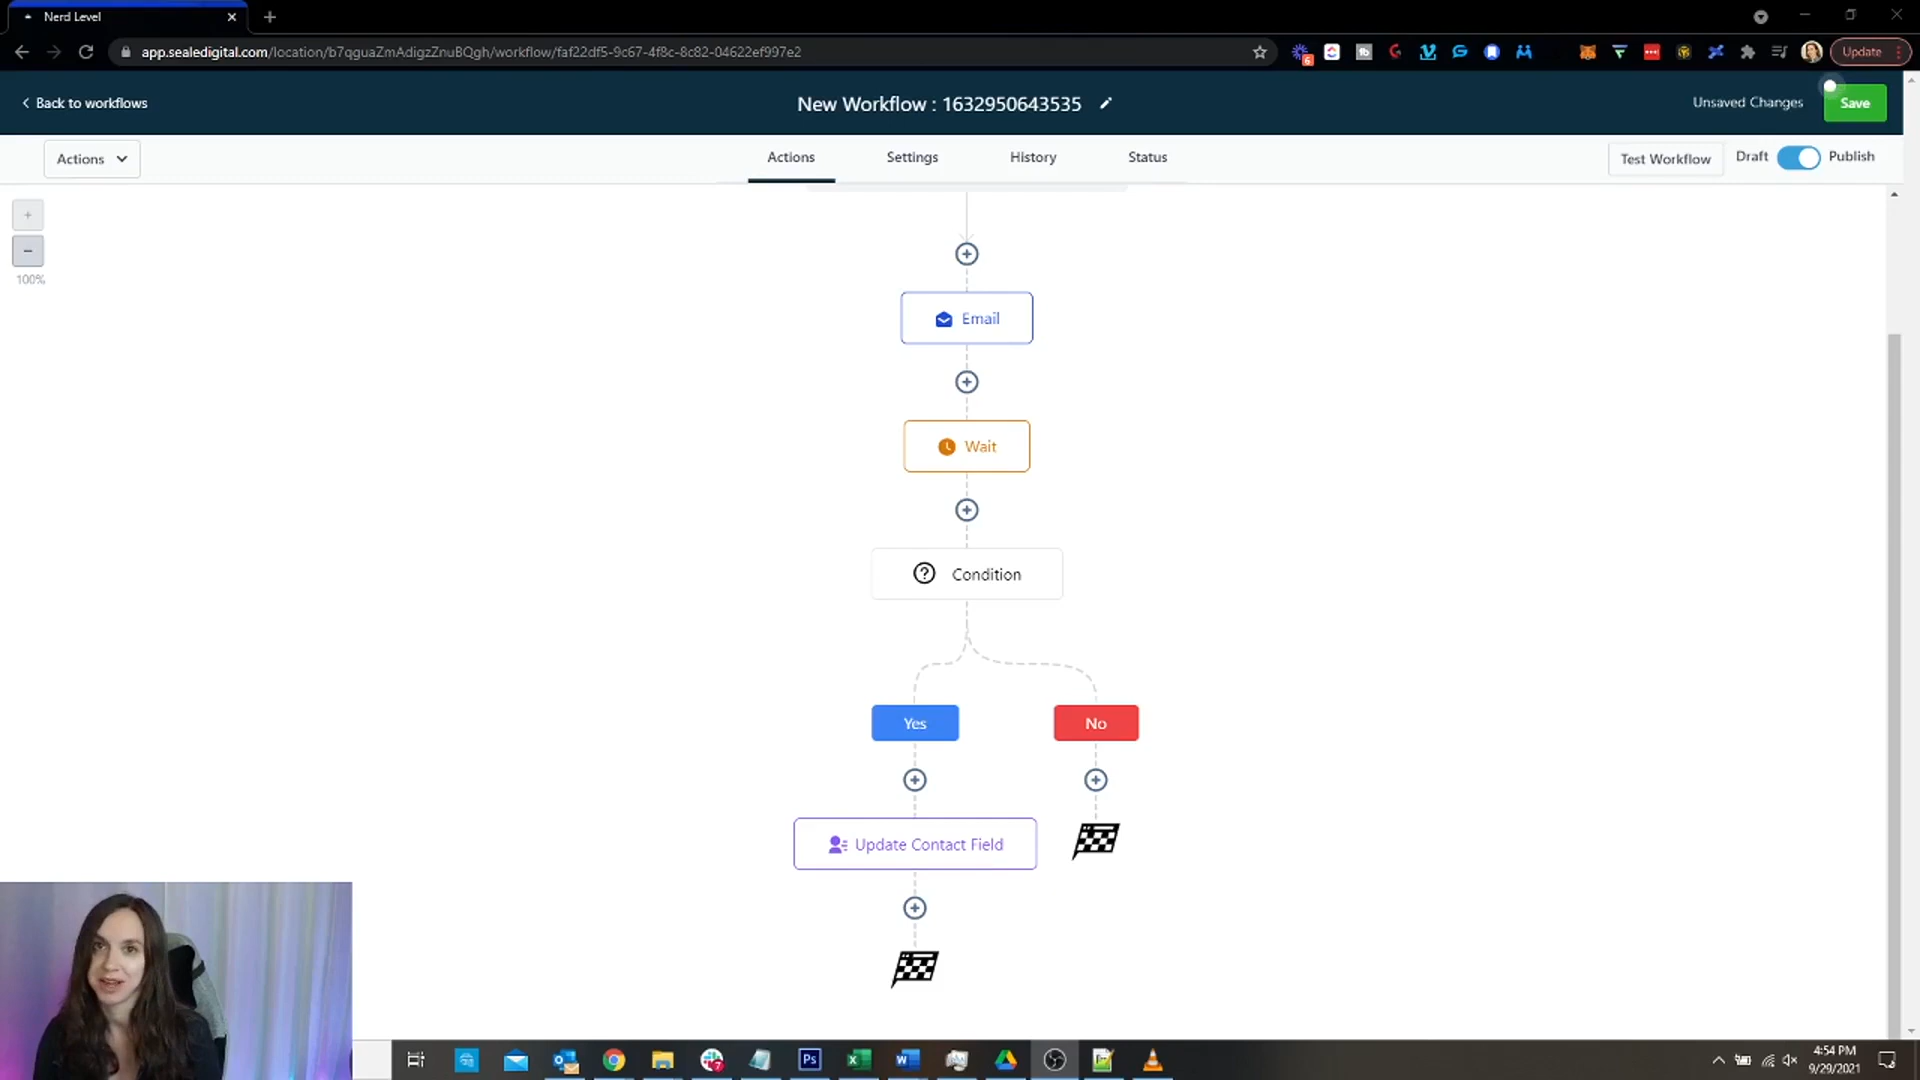 Nerd Level
app.sealedigital.com/location/b7qguaZmAdigzZnuBQgh/workflow/faf22df5-9c67-4f8c-8c82-04622ef997e2
6
Update
Back to workflows
New Workflow : 1632950643535
Unsaved Changes
Save
Actions
Actions
Settings
History
Status
Test Workflow
Draft
Publish
100%
Email
Wait
Condition
Yes
No
Update Contact Field
Ps
4:54 PM
9/29/2021